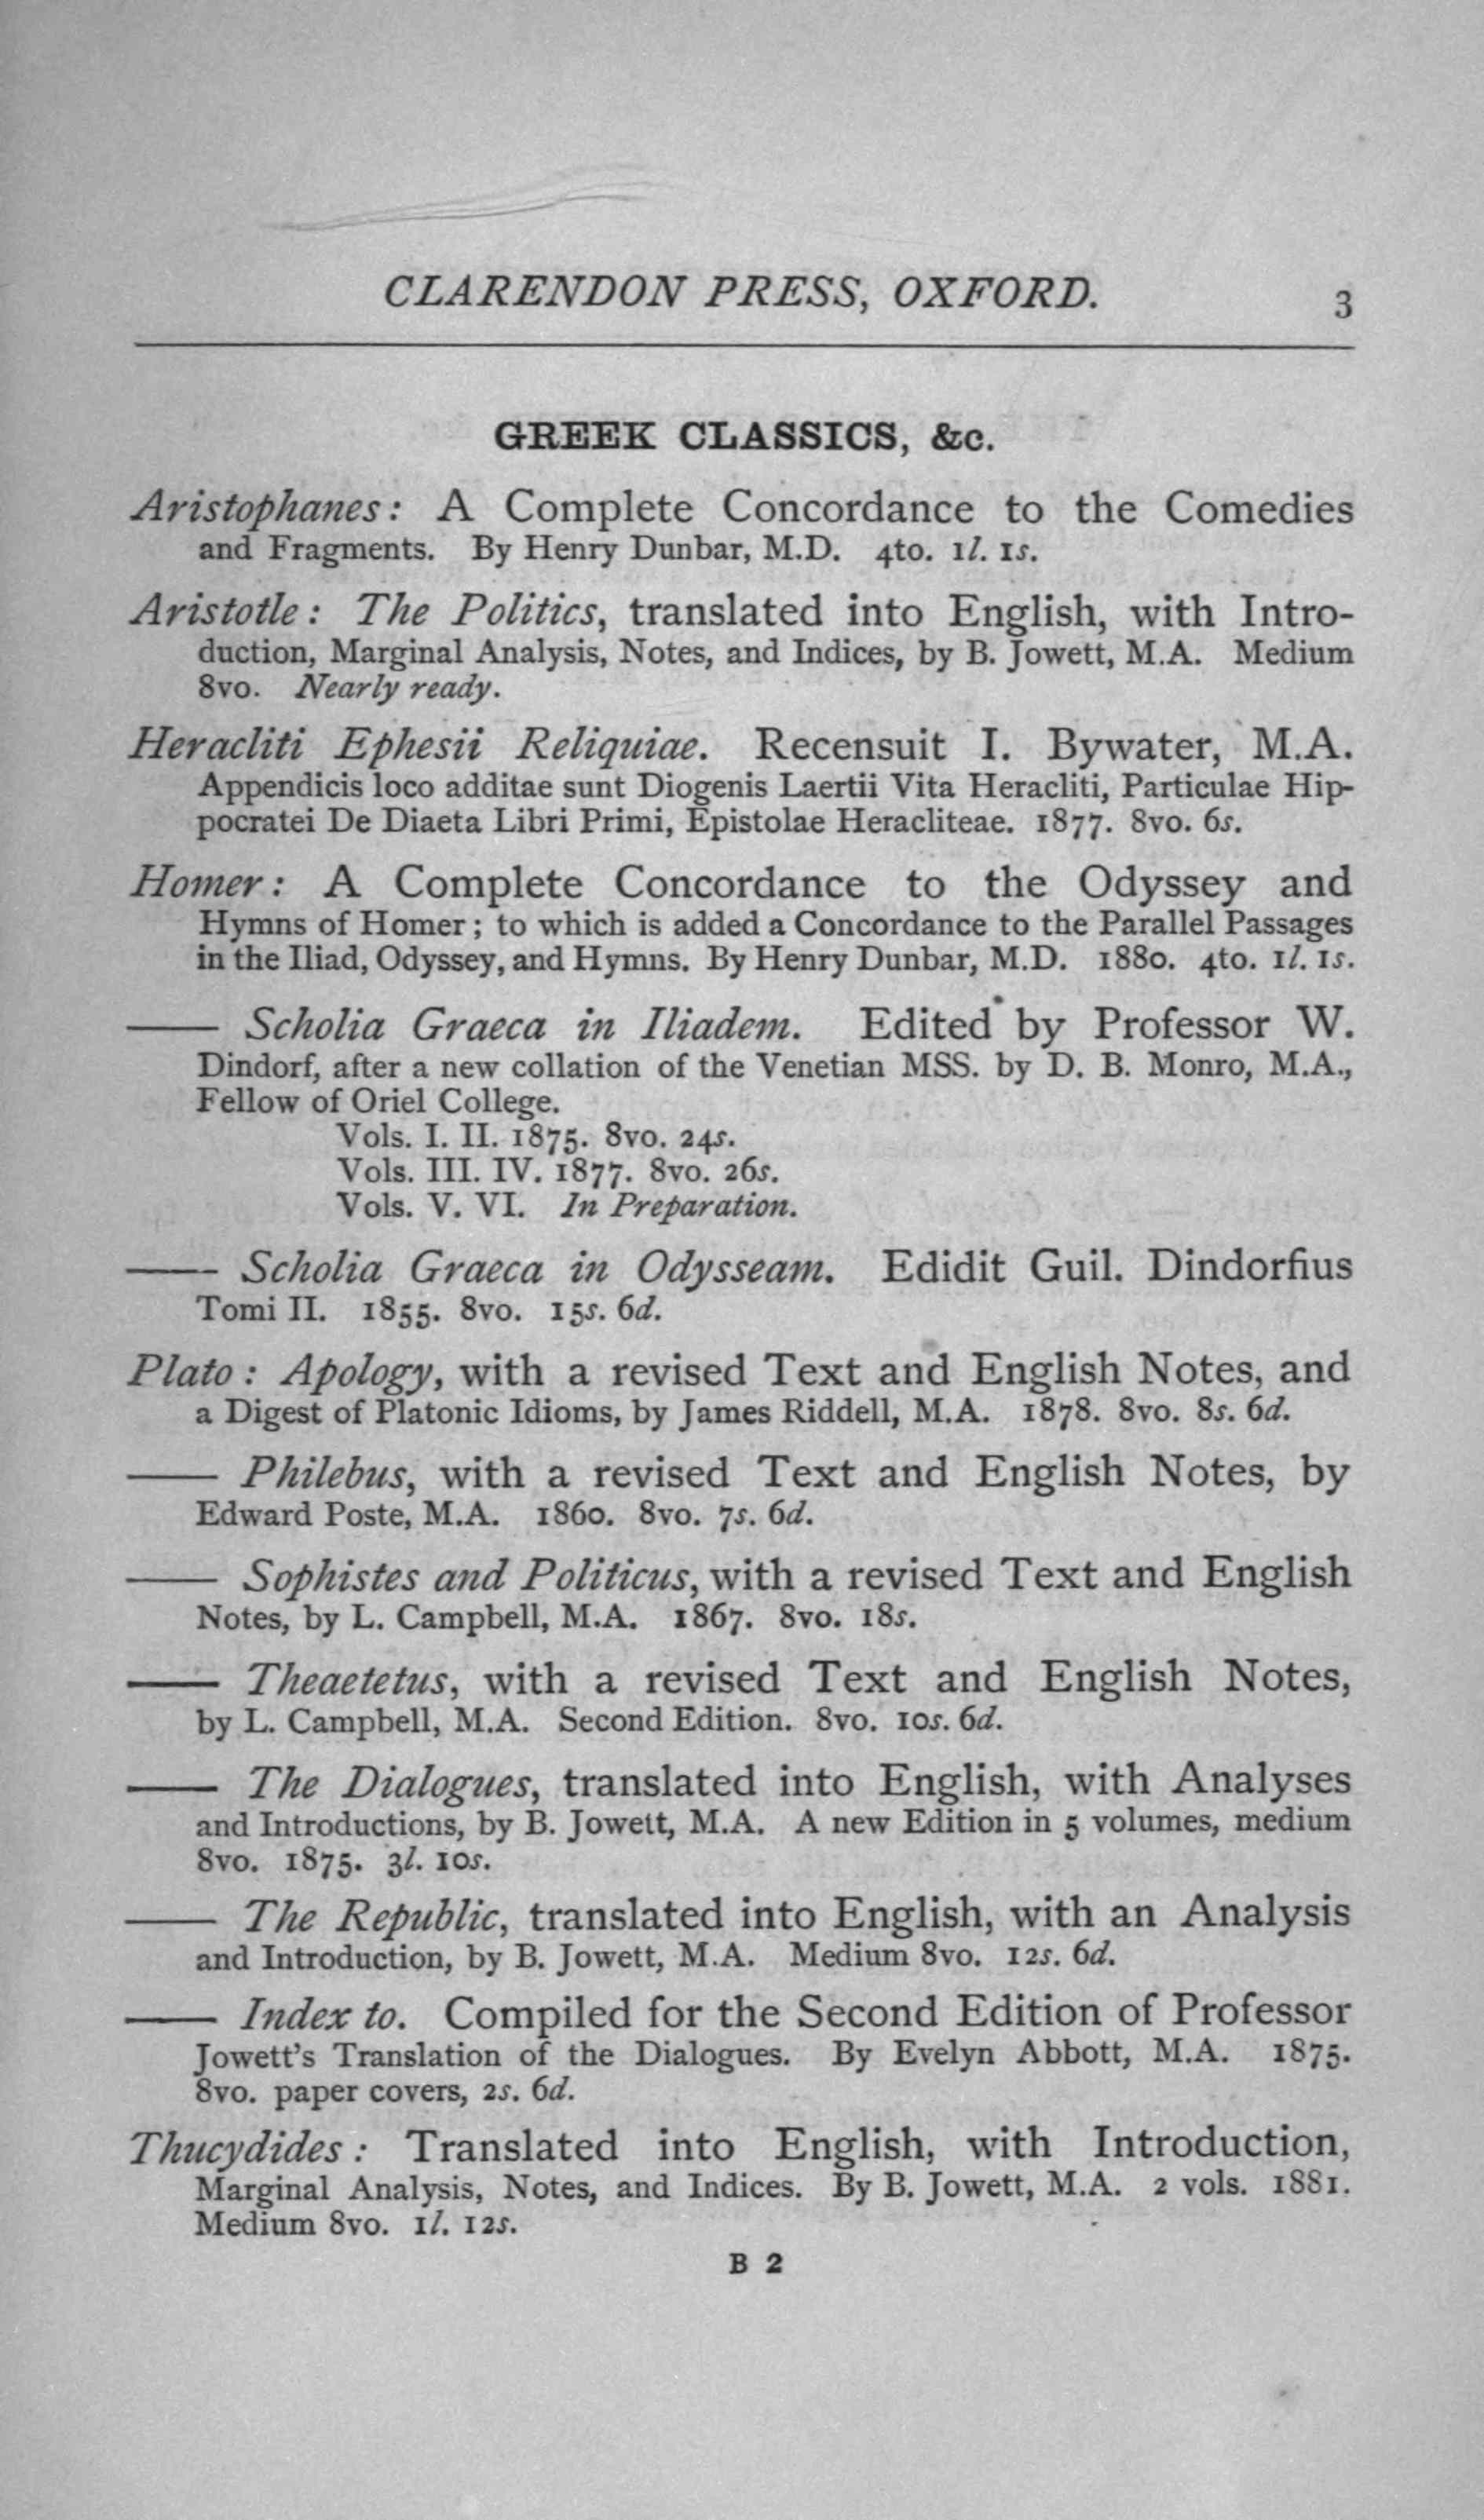 CLARENDON PRESS, OXFORD. 3
GREEK CLASSICS, &c.
Aristophanes: A Complete Concordance to the Comedies
and Fragments. By Henry Dunbar, M.D. 4to. 1l. 1s.
Aristotle: The Politics, translated into English, with Intro-
duction, Marginal Analysis, Notes, and Indices, by B. Jowett, M.A. Medium
8vo. Nearly ready.
Heracliti Ephesii Reliquiae. Recensuit I. Bywater, M.A.
Appendicis loco additae sunt Diogenis Laertii Vita Heracliti, Particulae Hip-
pocratei De Diaeta Libri Primi, Epistolae Heracliteae. 1877. 8vo. 6s.
Homer: A Complete Concordance to the Odyssey and
Hymns of Homer; to which is added a Concordance to the Parallel Passages
in the Iliad, Odyssey, and Hymns. By Henry Dunbar, M.D. 1880. 4to. 1l. 1s.
—— Scholia Graeca in Iliadem. Edited by Professor W.
Dindorf, after a new collation of the Venetian MSS. by D. B. Monro, M.A.,
Fellow of Oriel College.
Vols. I. II. 1875. 8vo. 24s.
Vols. III. IV. 1877. 8vo. 26s.
Vols. V. VI. In Preparation.
—— Scholia Graeca in Odysseam. Edidit Guil. Dindorfius
Tomi II. 1855. 8vo. 15s. 6d.
Plato: Apology, with a revised Text and English Notes, and
a Digest of Platonic Idioms, by James Riddell, M.A. 1878. 8vo. 8s. 6d.
—— Philebus, with a revised Text and English Notes, by
Edward Poste, M.A. 1860. 8vo. 7s. 6d.
—— Sophistes and Politicus, with a revised Text and English
Notes, by L. Campbell, M.A. 1867. 8vo. 18s.
—— Theaetetus, with a revised Text and English Notes,
by L. Campbell, M.A. Second Edition. 8vo. 10s. 6d.
—— The Dialogues, translated into English, with Analyses
and Introductions, by B. Jowett, M.A. A new Edition in 5 volumes, medium
8vo. 1875. 3l. 10s.
—— The Republic, translated into English, with an Analysis
and Introduction, by B. Jowett, M.A. Medium 8vo. 12s. 6d.
—— Index to. Compiled for the Second Edition of Professor
Jowett's Translation of the Dialogues. By Evelyn Abbott, M.A. 1875.
8vo. paper covers, 2s. 6d.
Thucydides: Translated into English, with Introduction,
Marginal Analysis, Notes, and Indices. By B. Jowett, M.A. 2 vols. 1881.
Medium 8vo. 1l. 12s.
B 2